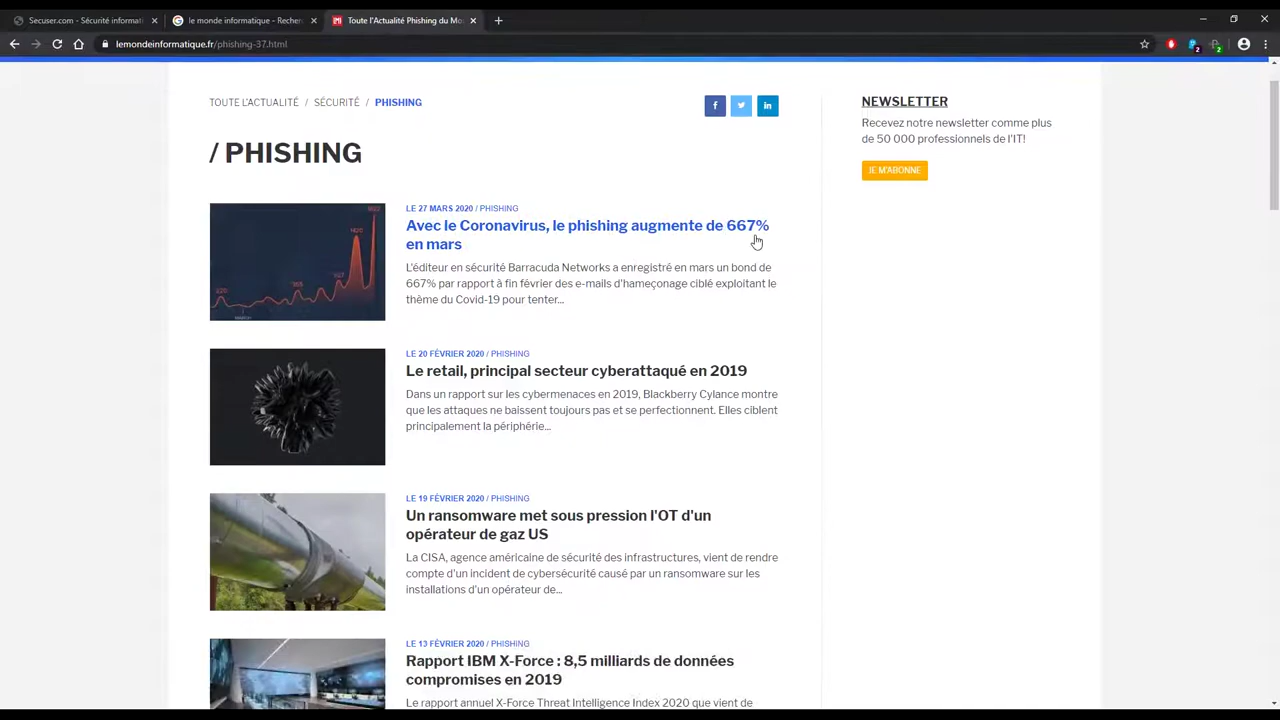 Secuser.com - Sécurité informati
le monde informatique - Recher
Toute l'Actualité Phishing du Mo
lemondeinformatique.fr/phishing-37.html
TOUTE L'ACTUALITÉ / SÉCURITÉ / PHISHING
/ PHISHING
NEWSLETTER
Recevez notre newsletter comme plus
de 50 000 professionnels de l'IT!
JE M'ABONNE
LE 27 MARS 2020 / PHISHING
Avec le Coronavirus, le phishing augmente de 667%
en mars
L'éditeur en sécurité Barracuda Networks a enregistré en mars un bond de
667% par rapport à fin février des e-mails d'hameçonage ciblé exploitant le
thème du Covid-19 pour tenter...
LE 20 FÉVRIER 2020 / PHISHING
Le retail, principal secteur cyberattaqué en 2019
Dans un rapport sur les cybermenaces en 2019, Blackberry Cylance montre
que les attaques ne baissent toujours pas et se perfectionnent. Elles ciblent
principalement la périphérie...
LE 19 FÉVRIER 2020 / PHISHING
Un ransomware met sous pression l'OT d'un
opérateur de gaz US
La CISA, agence américaine de sécurité des infrastructures, vient de rendre
compte d'un incident de cybersécurité causé par un ransomware sur les
installations d'un opérateur de...
LE 13 FÉVRIER 2020 / PHISHING
Rapport IBM X-Force : 8,5 milliards de données
compromises en 2019
Le rapport annuel X-Force Threat Intelligence Index 2020 que vient de